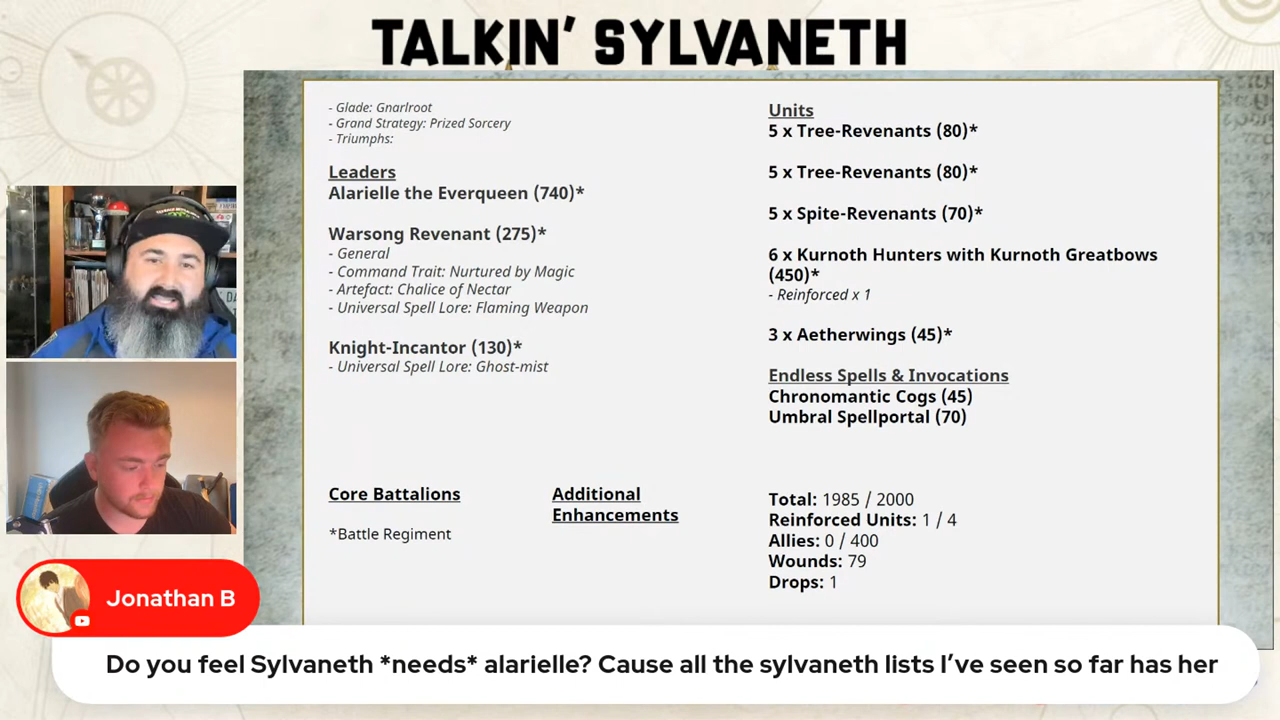 TALKIN' SYLVANETH
- Glade: Gnarlroot
- Grand Strategy: Prized Sorcery
- Triumphs:
Leaders
Alarielle the Everqueen (740)*
Warsong Revenant (275)*
- General
- Command Trait: Nurtured by Magic
- Artefact: Chalice of Nectar
- Universal Spell Lore: Flaming Weapon
Knight-Incantor (130)*
- Universal Spell Lore: Ghost-mist
Core Battalions
*Battle Regiment
Additional
Enhancements
Units
5 x Tree-Revenants (80)*
5 x Tree-Revenants (80)*
5 x Spite-Revenants (70)*
6 x Kurnoth Hunters with Kurnoth Greatbows
(450)*
- Reinforced x 1
3 x Aetherwings (45)*
Endless Spells & Invocations
Chronomantic Cogs (45)
Umbral Spellportal (70)
Total: 1985 / 2000
Reinforced Units: 1 / 4
Allies: 0 / 400
Wounds: 79
Drops: 1
Jonathan B
Do you feel Sylvaneth *needs* alarielle? Cause all the sylvaneth lists I've seen so far has her